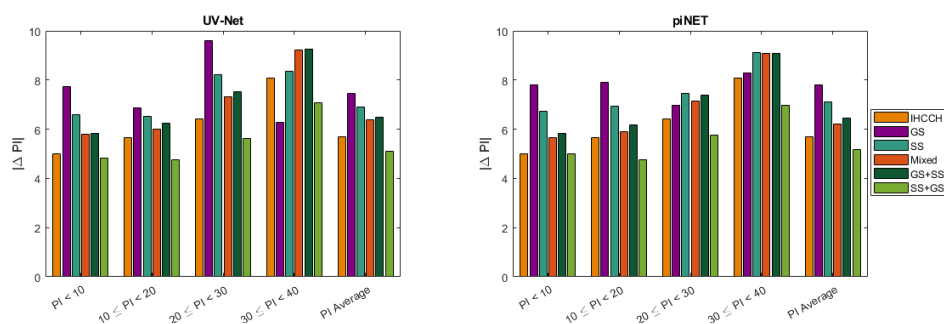 UV-Net
piNET
10
8
6
4
2
0
|Δ PI|
PI < 10
10 ≤ PI < 20
20 ≤ PI < 30
30 ≤ PI < 40
PI Average
10
8
6
4
2
0
|Δ PI|
PI < 10
10 ≤ PI < 20
20 ≤ PI < 30
30 ≤ PI < 40
PI Average
IHCCH
GS
SS
Mixed
GS+SS
SS+GS